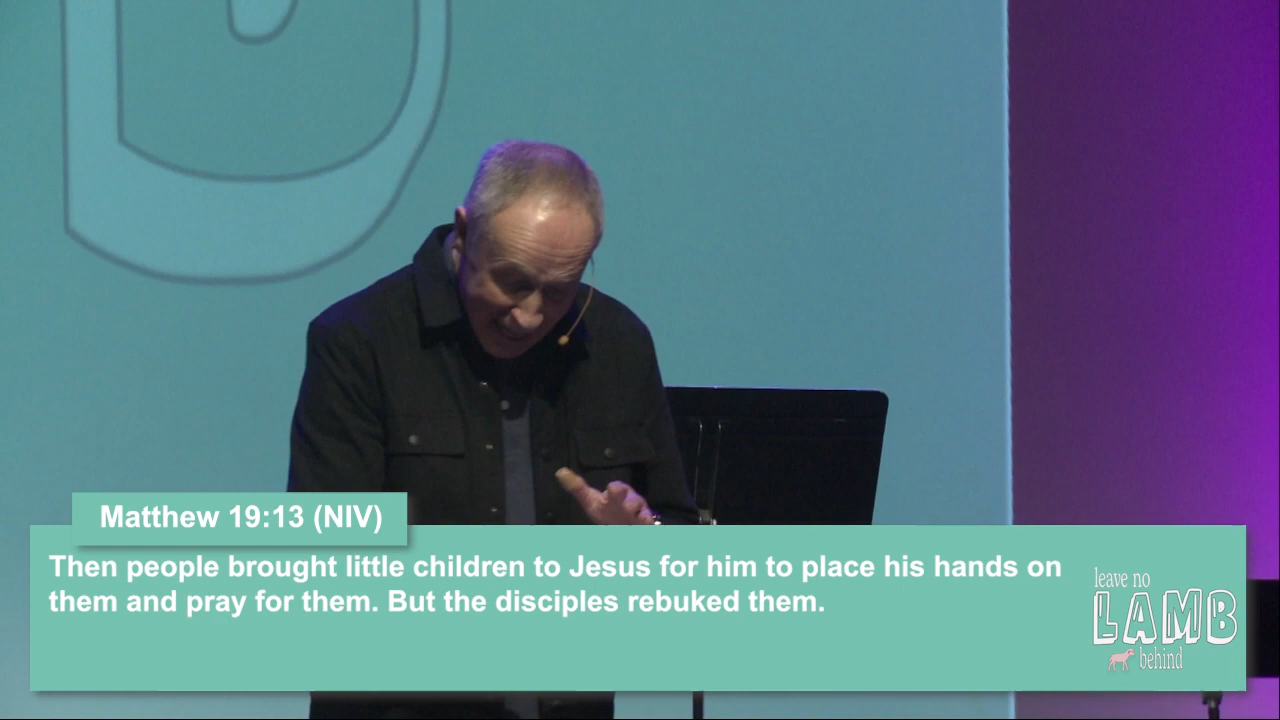 Matthew 19:13 (NIV)
Then people brought little children to Jesus for him to place his hands on
them and pray for them. But the disciples rebuked them.
leave no
LAMB
behind